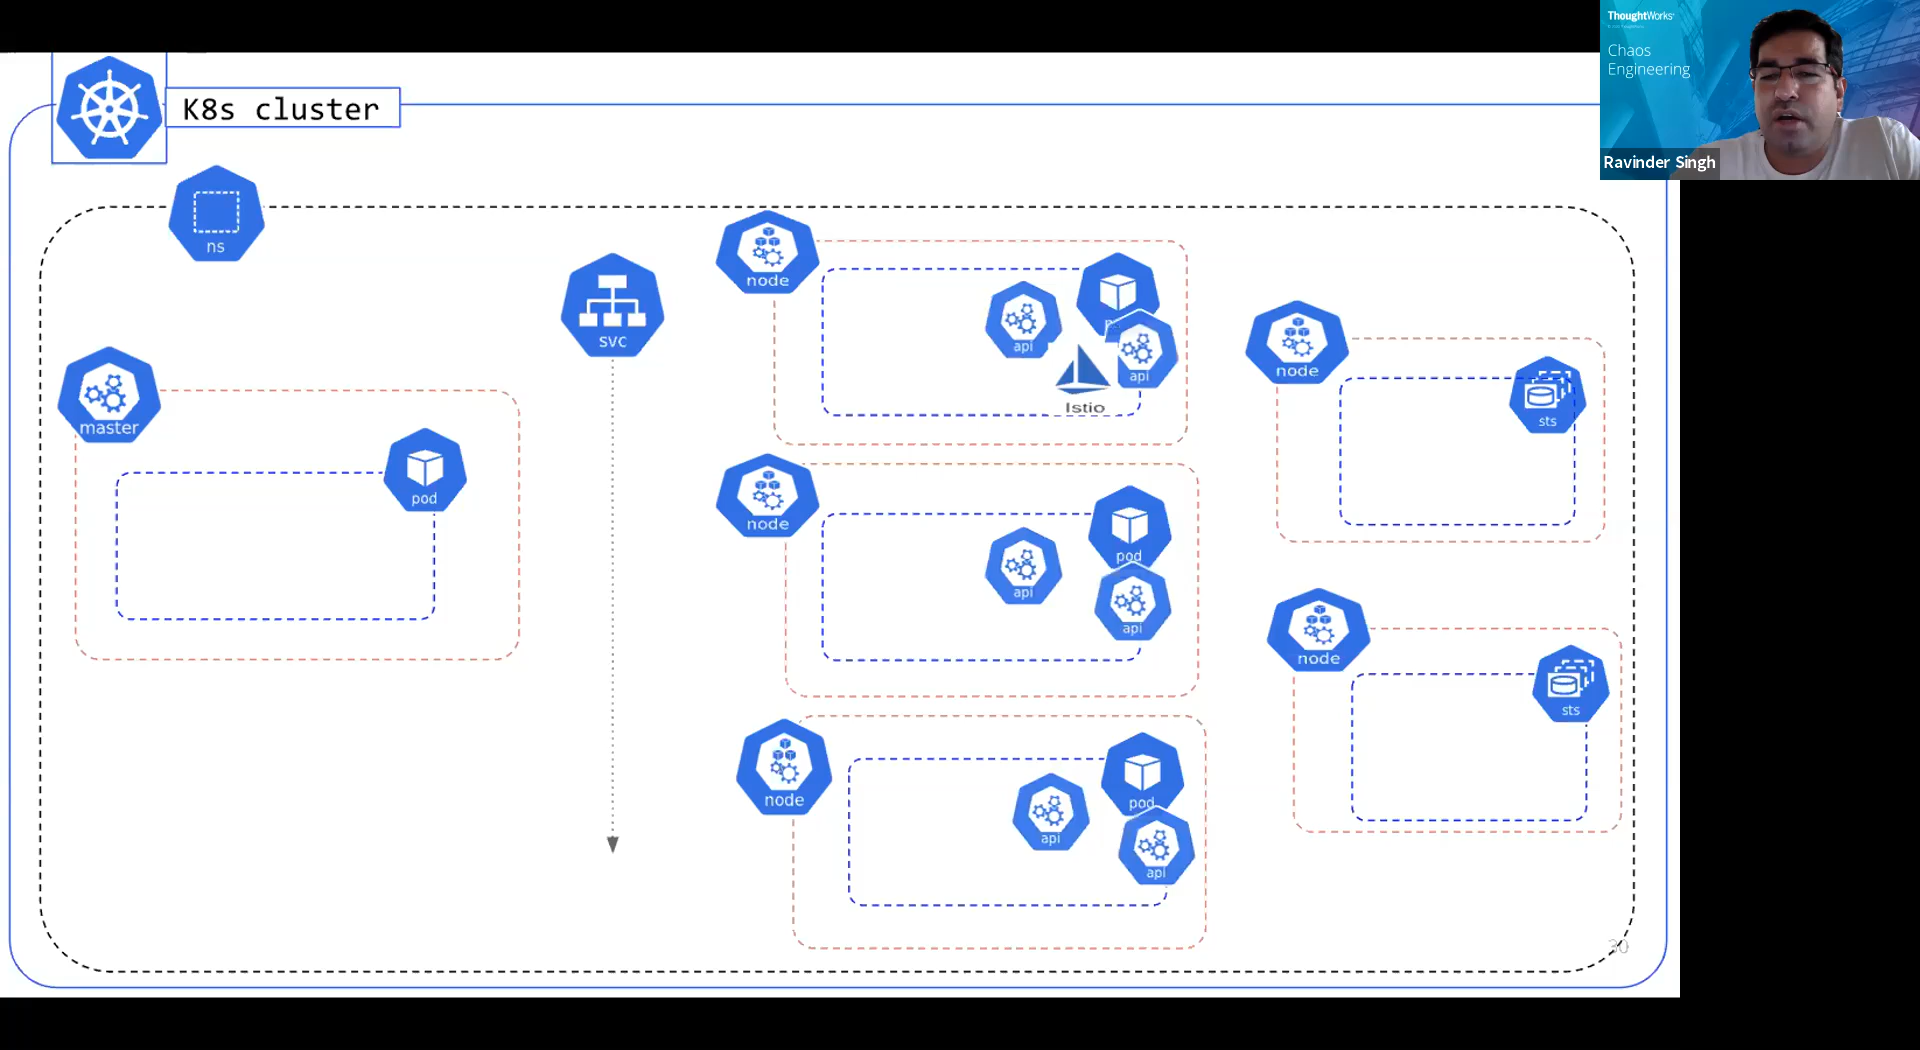 K8s cluster
ns
svc
master
pod
node
api
api
Istio
node
pod
api
api
node
pod
api
api
node
sts
node
sts
30
ThoughtWorks
Chaos
Engineering
Ravinder Singh